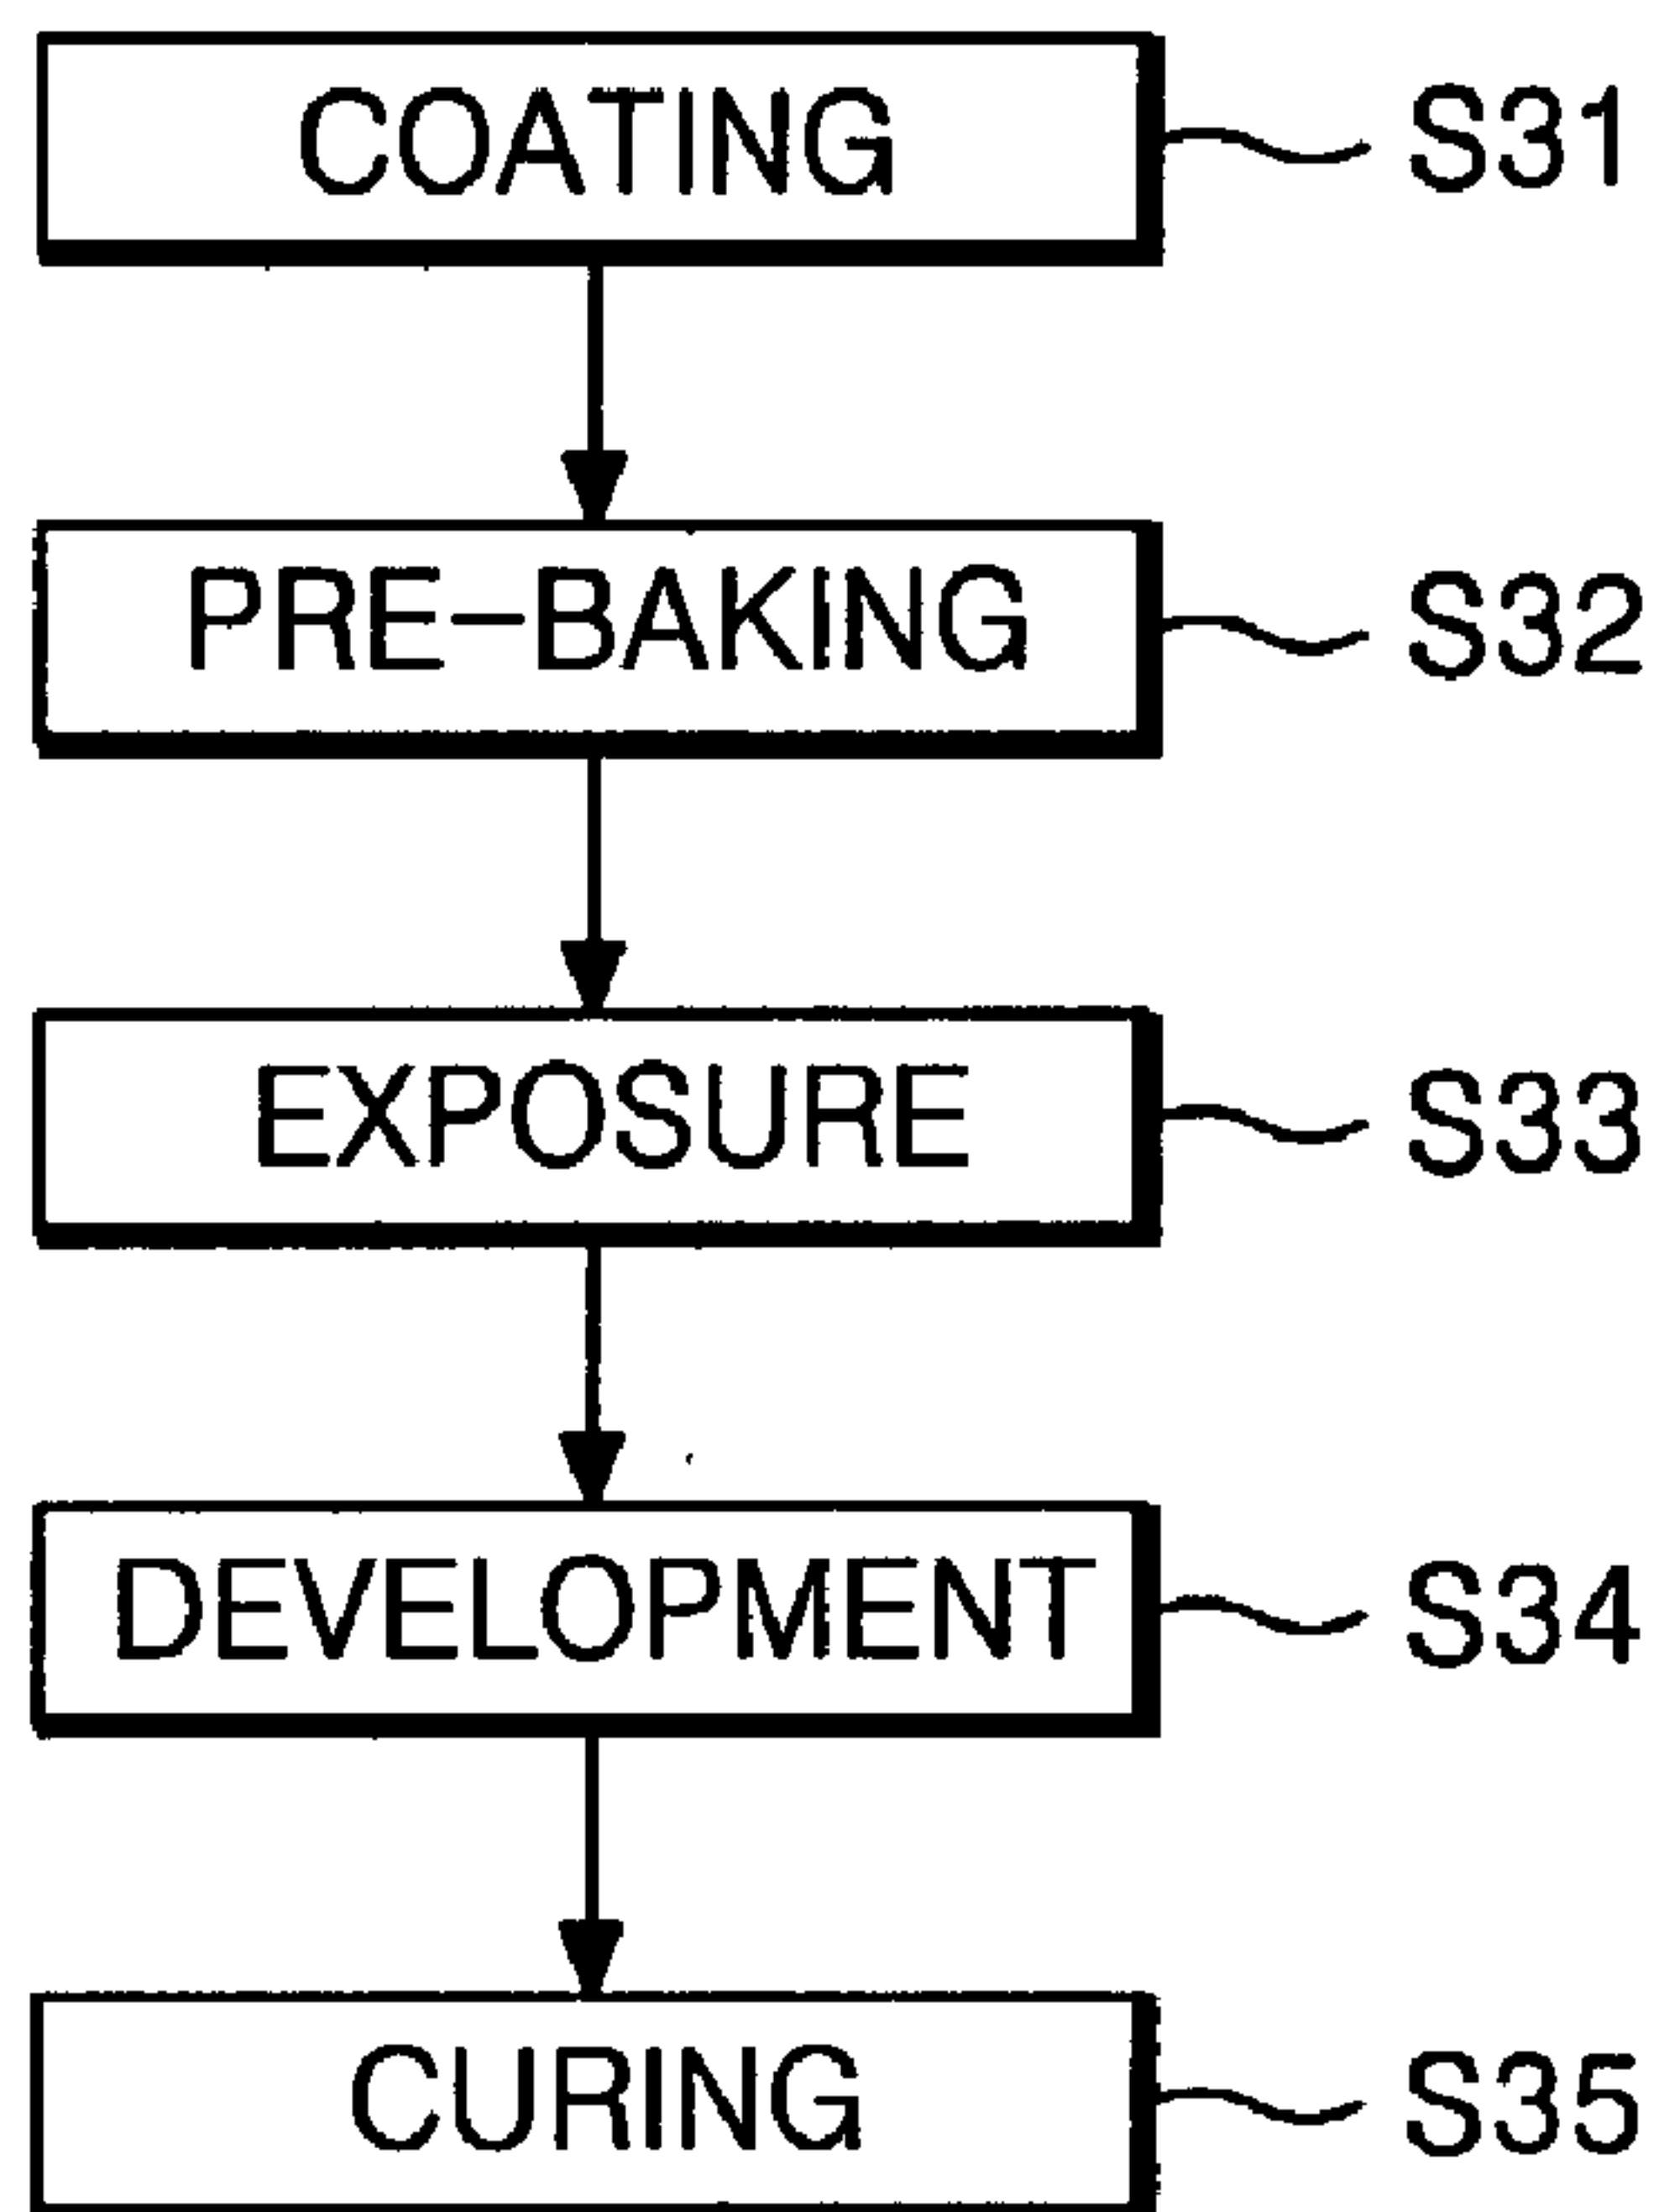 COATING S31
PRE-BAKING S32
EXPOSURE S33
DEVELOPMENT S34
CURING S35